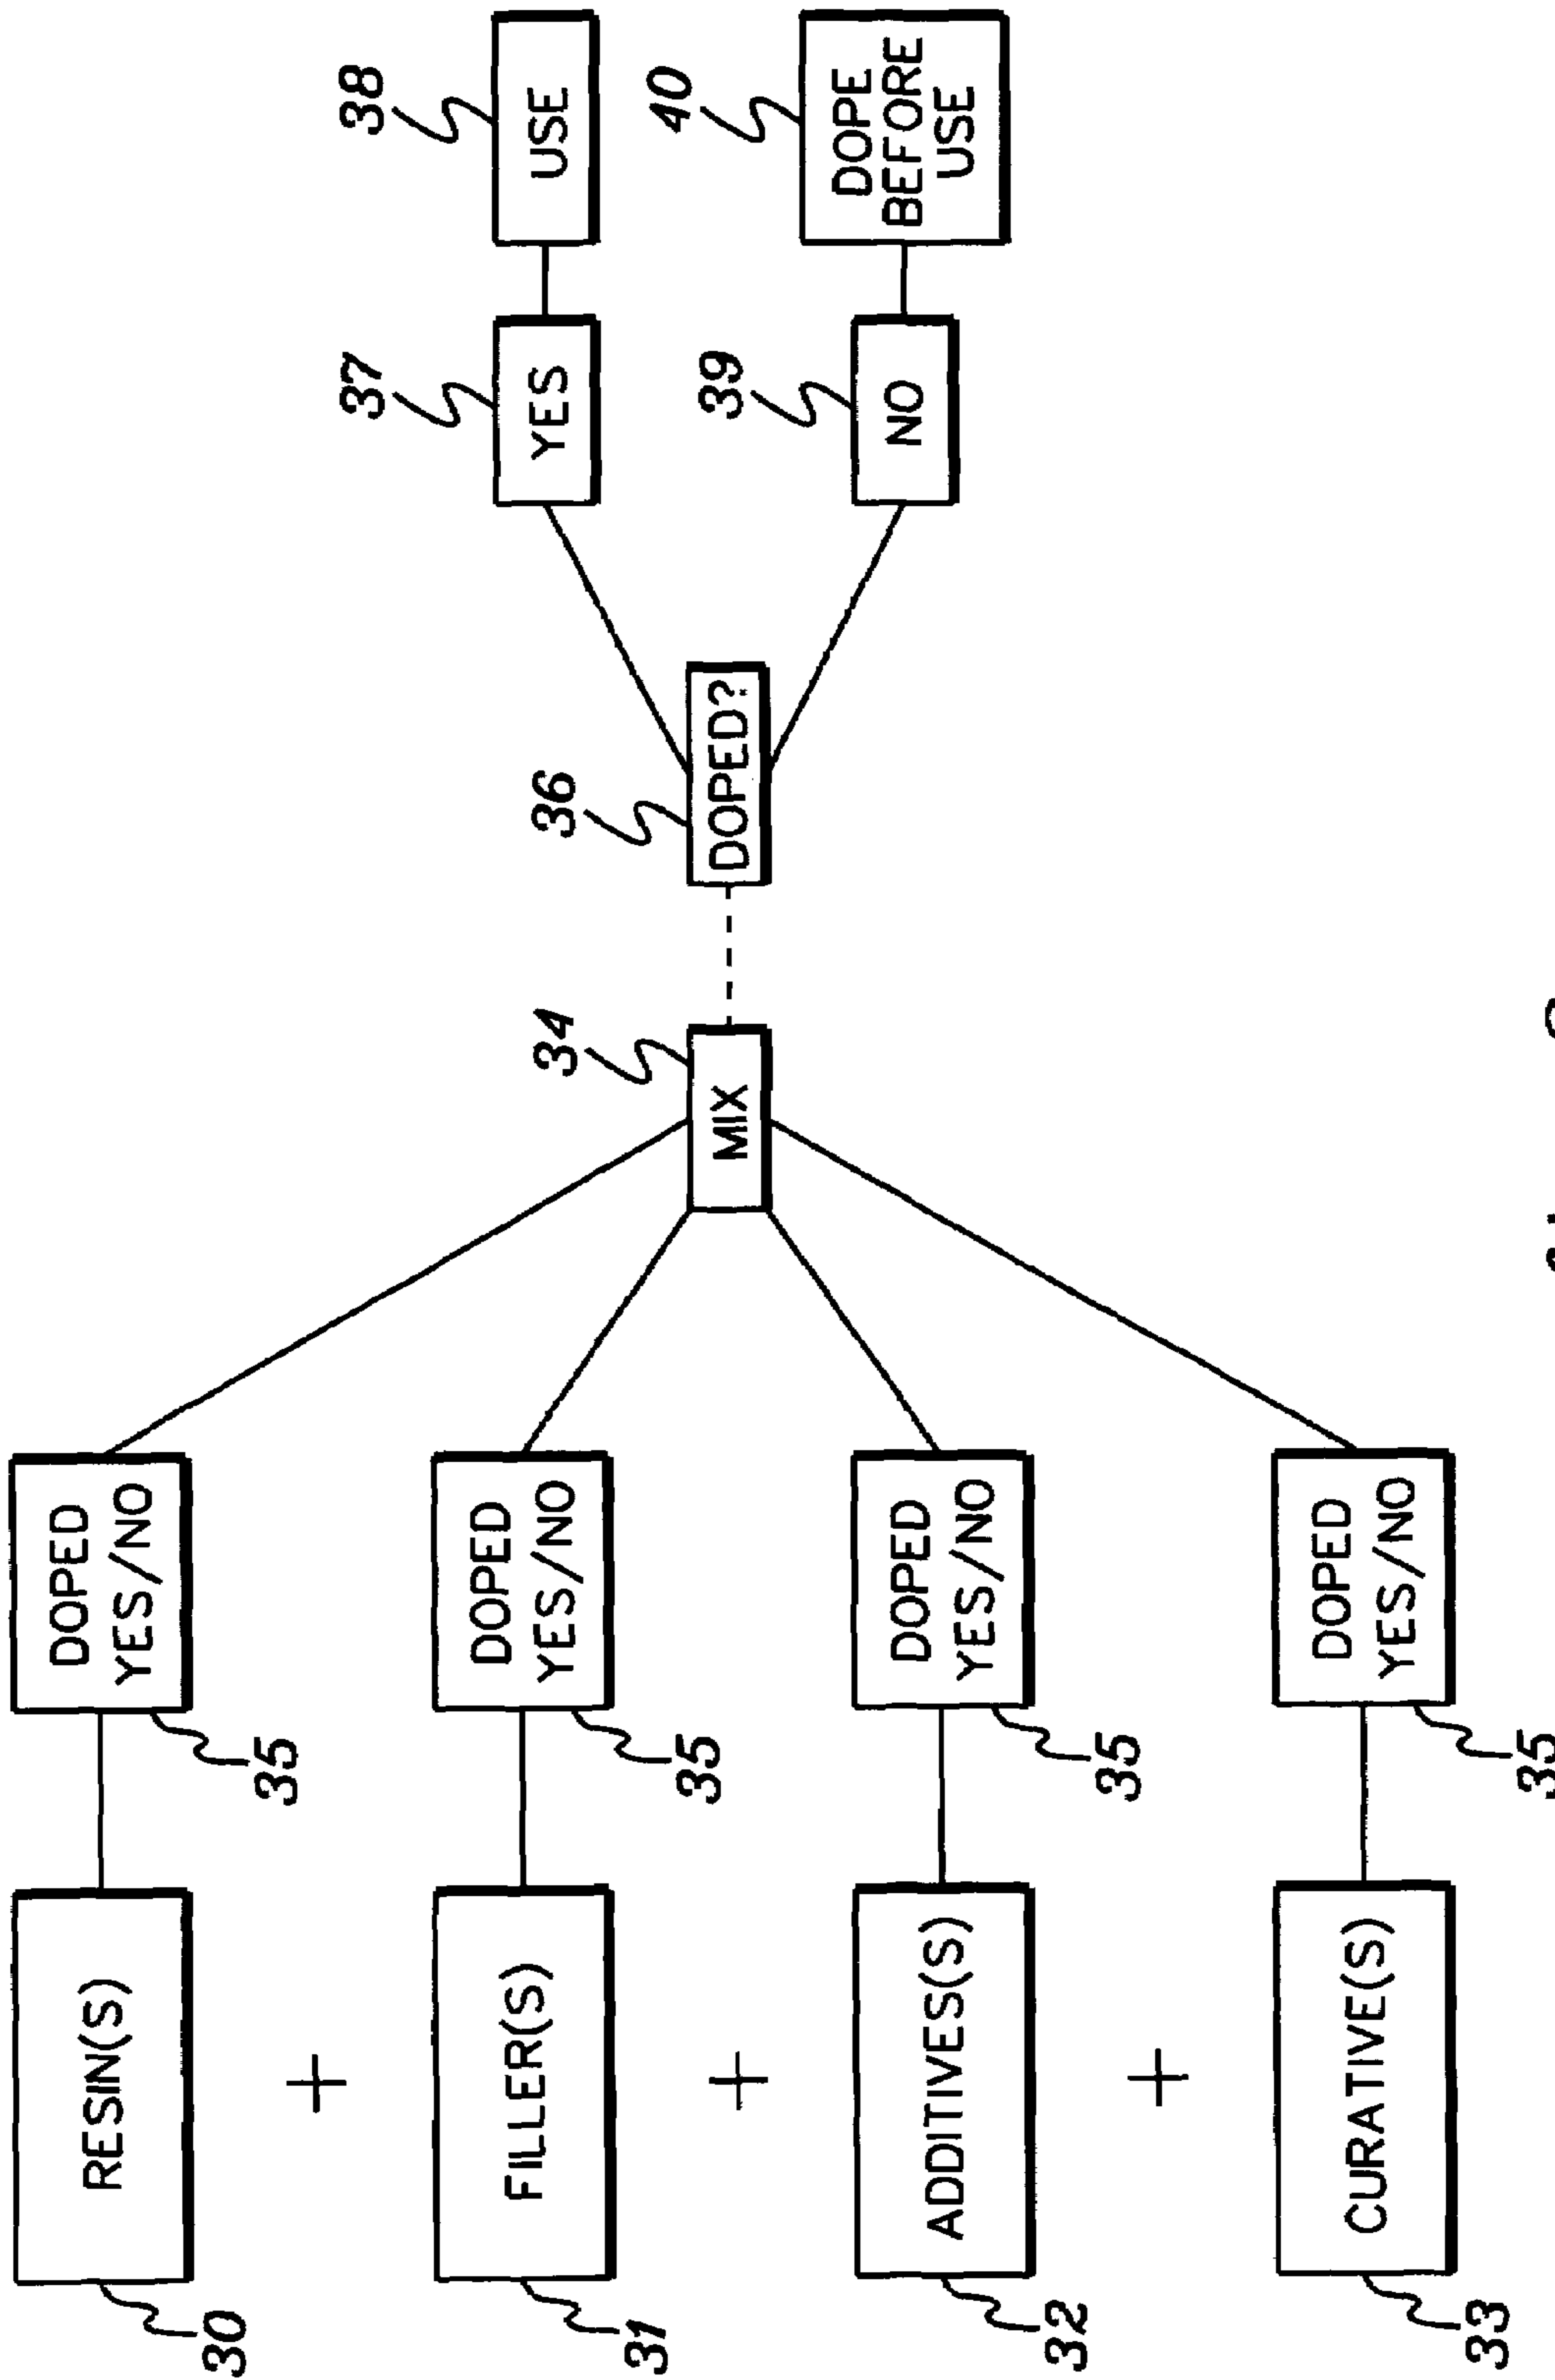 RESIN(S)
30
DOPED
YES/NO
35
+
FILLER(S)
31
DOPED
YES/NO
35
+
ADDITIVES(S)
32
DOPED
YES/NO
35
+
CURATIVE(S)
33
DOPED
YES/NO
35
MIX
34
DOPED?
36
YES
37
USE
38
NO
39
DOPE
BEFORE
USE
40